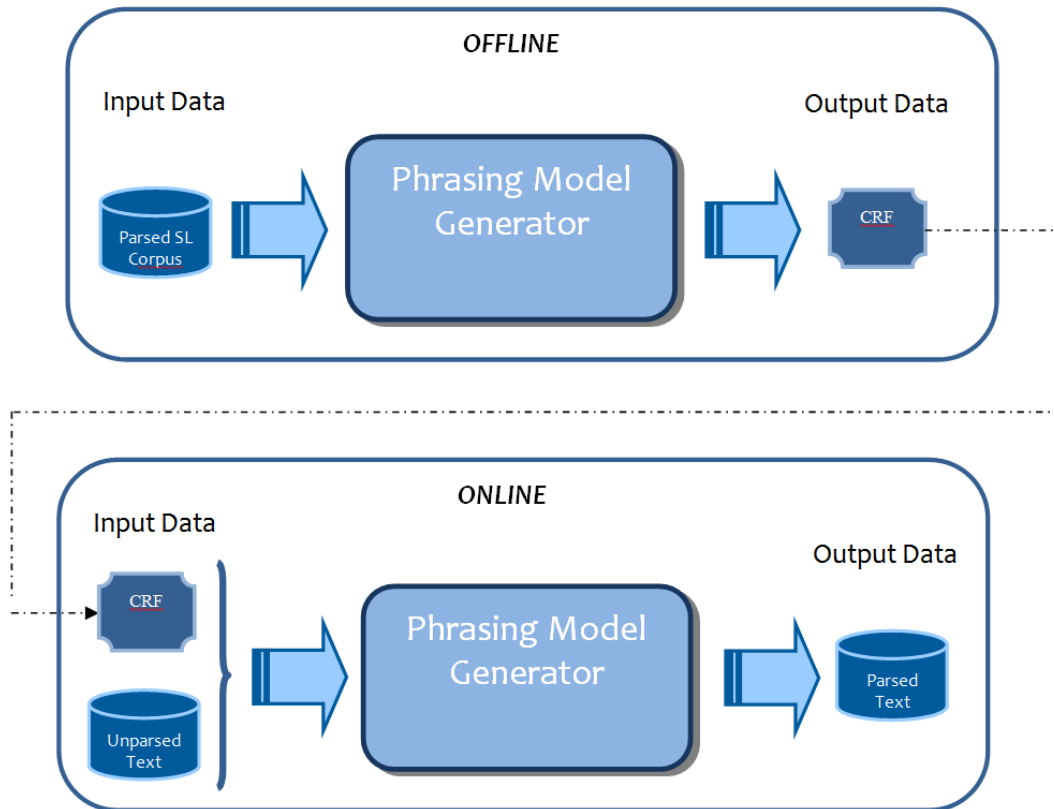 OFFLINE
Input Data
Output Data
Phrasing Model
Generator
Parsed SL
Corpus
CRF
ONLINE
Input Data
Output Data
CRF
Phrasing Model
Generator
Unparsed
Text
Parsed
Text